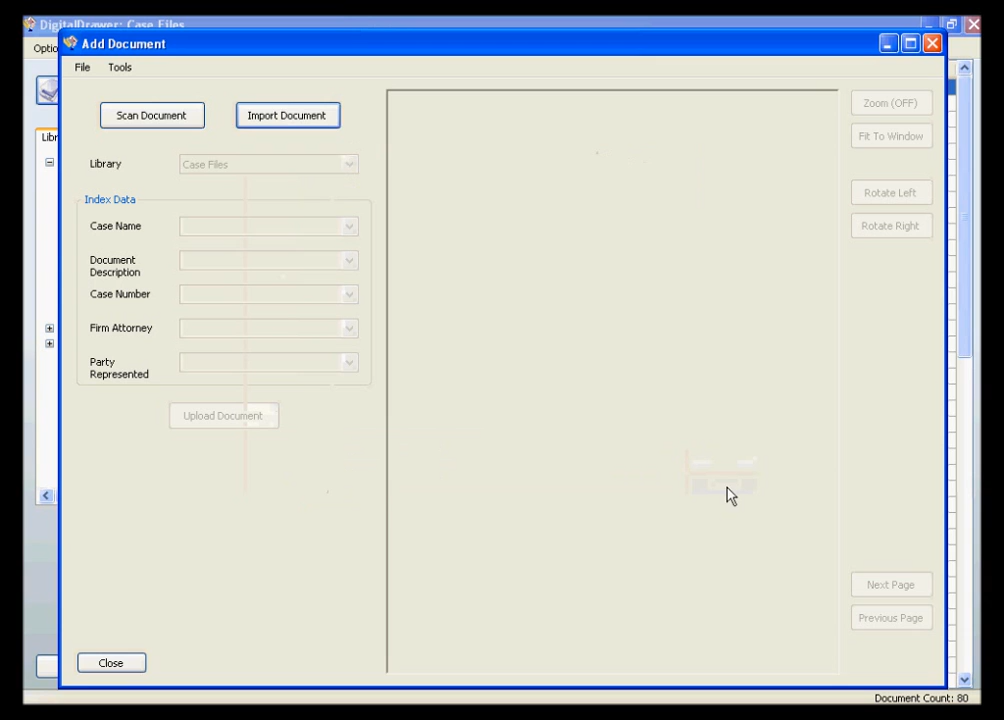 DigitalDrawer: Case Files
Optio
Add Document
File Tools
Scan Document Import Document
Zoom (OFF)
Fit To Window
Libr
Library Case Files
Rotate Left
Index Data
Rotate Right
Case Name
Document
Description
Case Number
Firm Attorney
Party
Represented
Upload Document
Next Page
Previous Page
Close
Document Count: 80